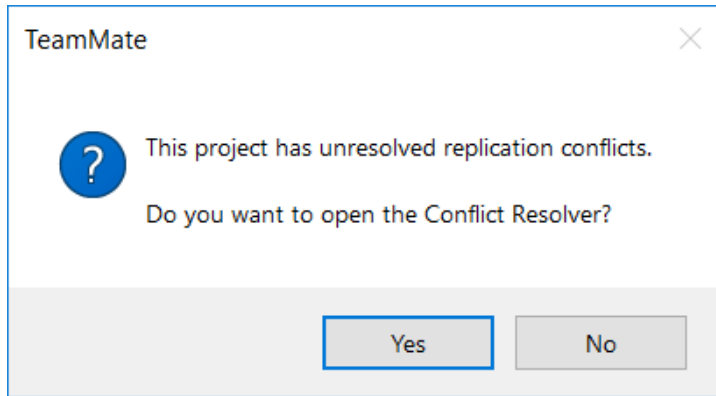 TeamMate
?
This project has unresolved replication conflicts.
Do you want to open the Conflict Resolver?
Yes
No